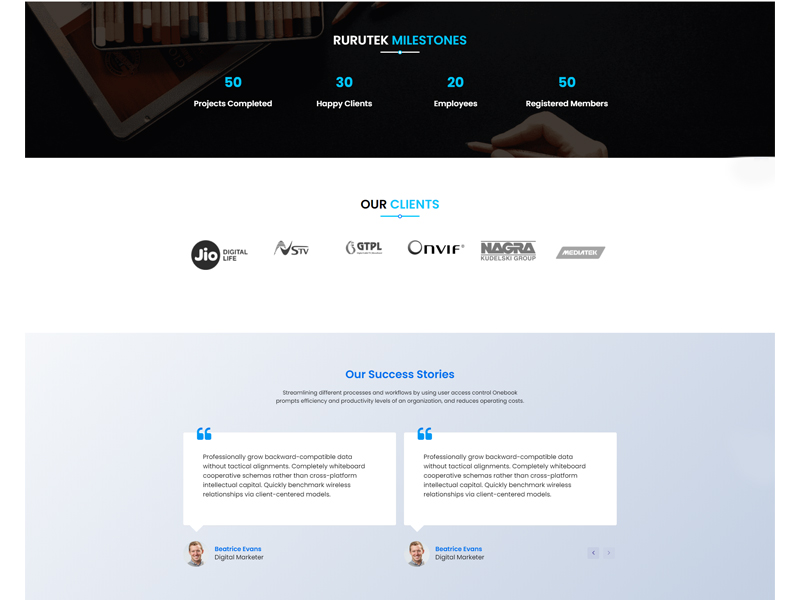 RURUTEK MILESTONES
50 30 20 50
Projects Completed Happy Clients Employees Registered Members
OUR CLIENTS
Jio DIGITAL LIFE
STV
GTPL
ONVIF®
NAGRA
KUDELSKI GROUP
MEDIATEK
Our Success Stories
Streamlining different processes and workflows by using user access control Onebook
prompts efficiency and productivity levels of an organization, and reduces operating costs.
Professionally grow backward-compatible data
without tactical alignments. Completely whiteboard
cooperative schemas rather than cross-platform
intellectual capital. Quickly benchmark wireless
relationships via client-centered models.
Beatrice Evans
Digital Marketer
Professionally grow backward-compatible data
without tactical alignments. Completely whiteboard
cooperative schemas rather than cross-platform
intellectual capital. Quickly benchmark wireless
relationships via client-centered models.
Beatrice Evans
Digital Marketer